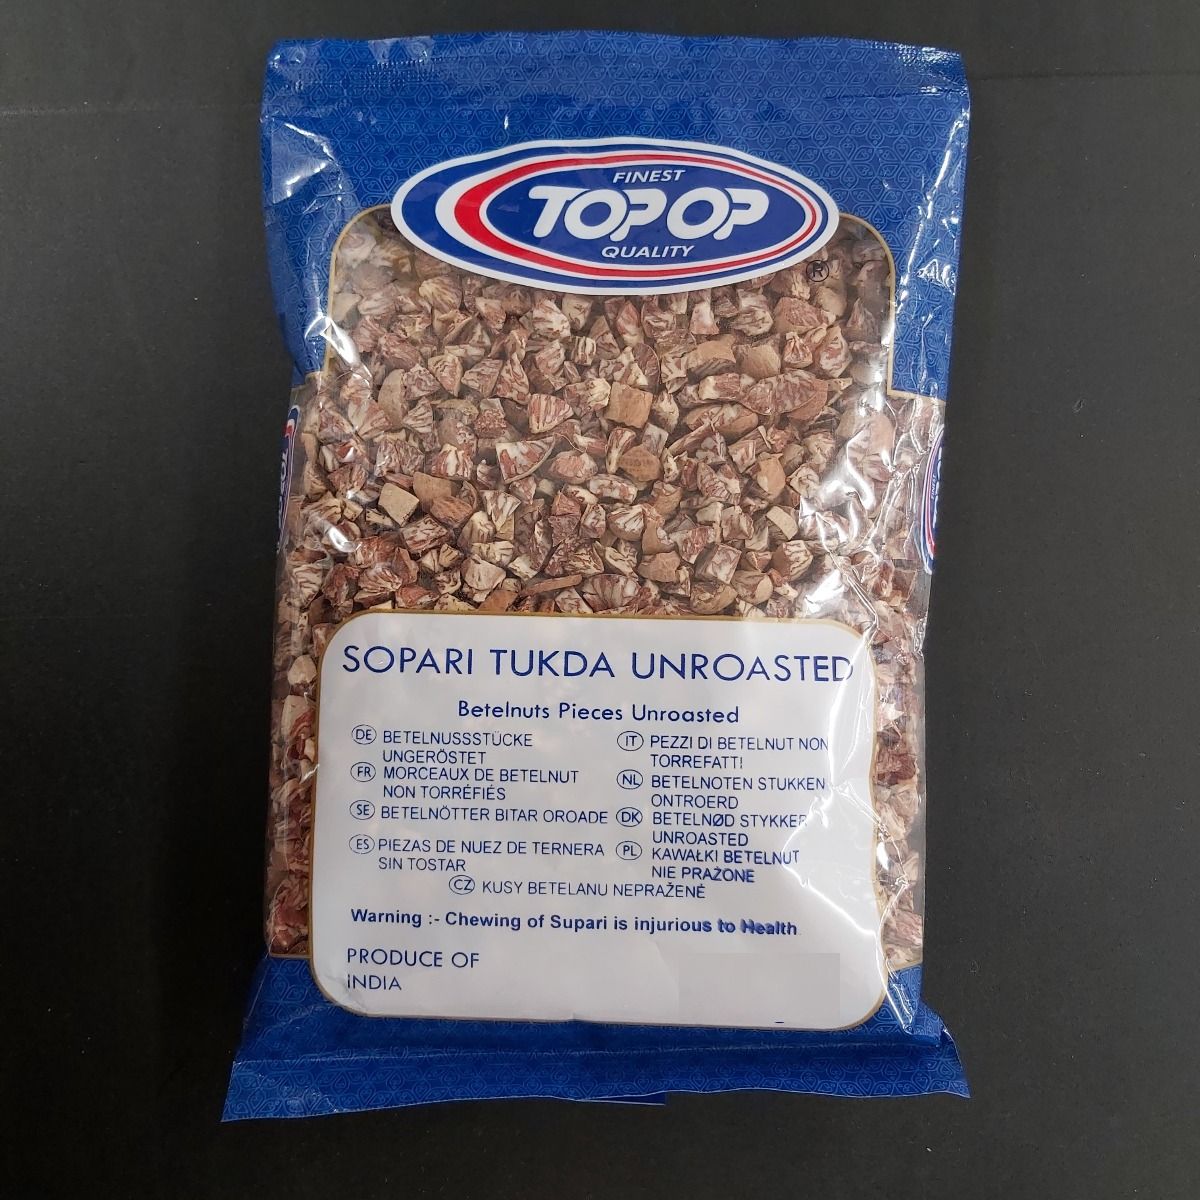 FINEST
TOPOP
QUALITY
®
SOPARI TUKDA UNROASTED
Betelnuts Pieces Unroasted
DE BETELNUSSSTÜCKE
UNGERÖSTET
FR MORCEAUX DE BETELNUT
NON TORRÉFIÉS
SE BETELNÖTTER BITAR OROADE
ES PIEZAS DE NUEZ DE TERNERA
SIN TOSTAR
IT PEZZI DI BETELNUT NON
TORREFATTI
NL BETELNOTEN STUKKEN
ONTROERD
DK BETELNØD STYKKER
UNROASTED
PL KAWAŁKI BETELNUT
NIE PRAŻONE
CZ KUSY BETELANU NEPRAŽENÉ
Warning :- Chewing of Supari is injurious to Health
PRODUCE OF
INDIA